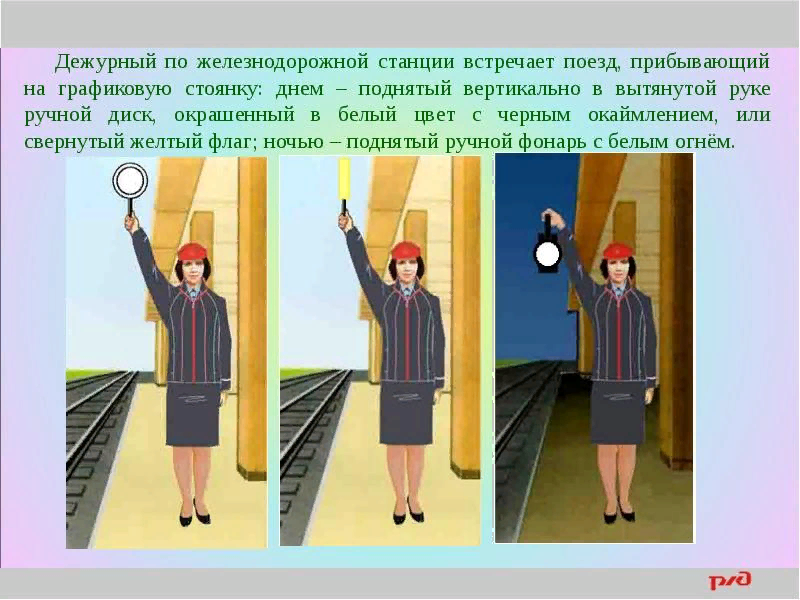 Дежурный по железнодорожной станции встречает поезд, прибывающий
на графиковую стоянку: днем – поднятый вертикально в вытянутой руке
ручной диск, окрашенный в белый цвет с черным окаймлением, или
свернутый желтый флаг; ночью – поднятый ручной фонарь с белым огнём.
ржд